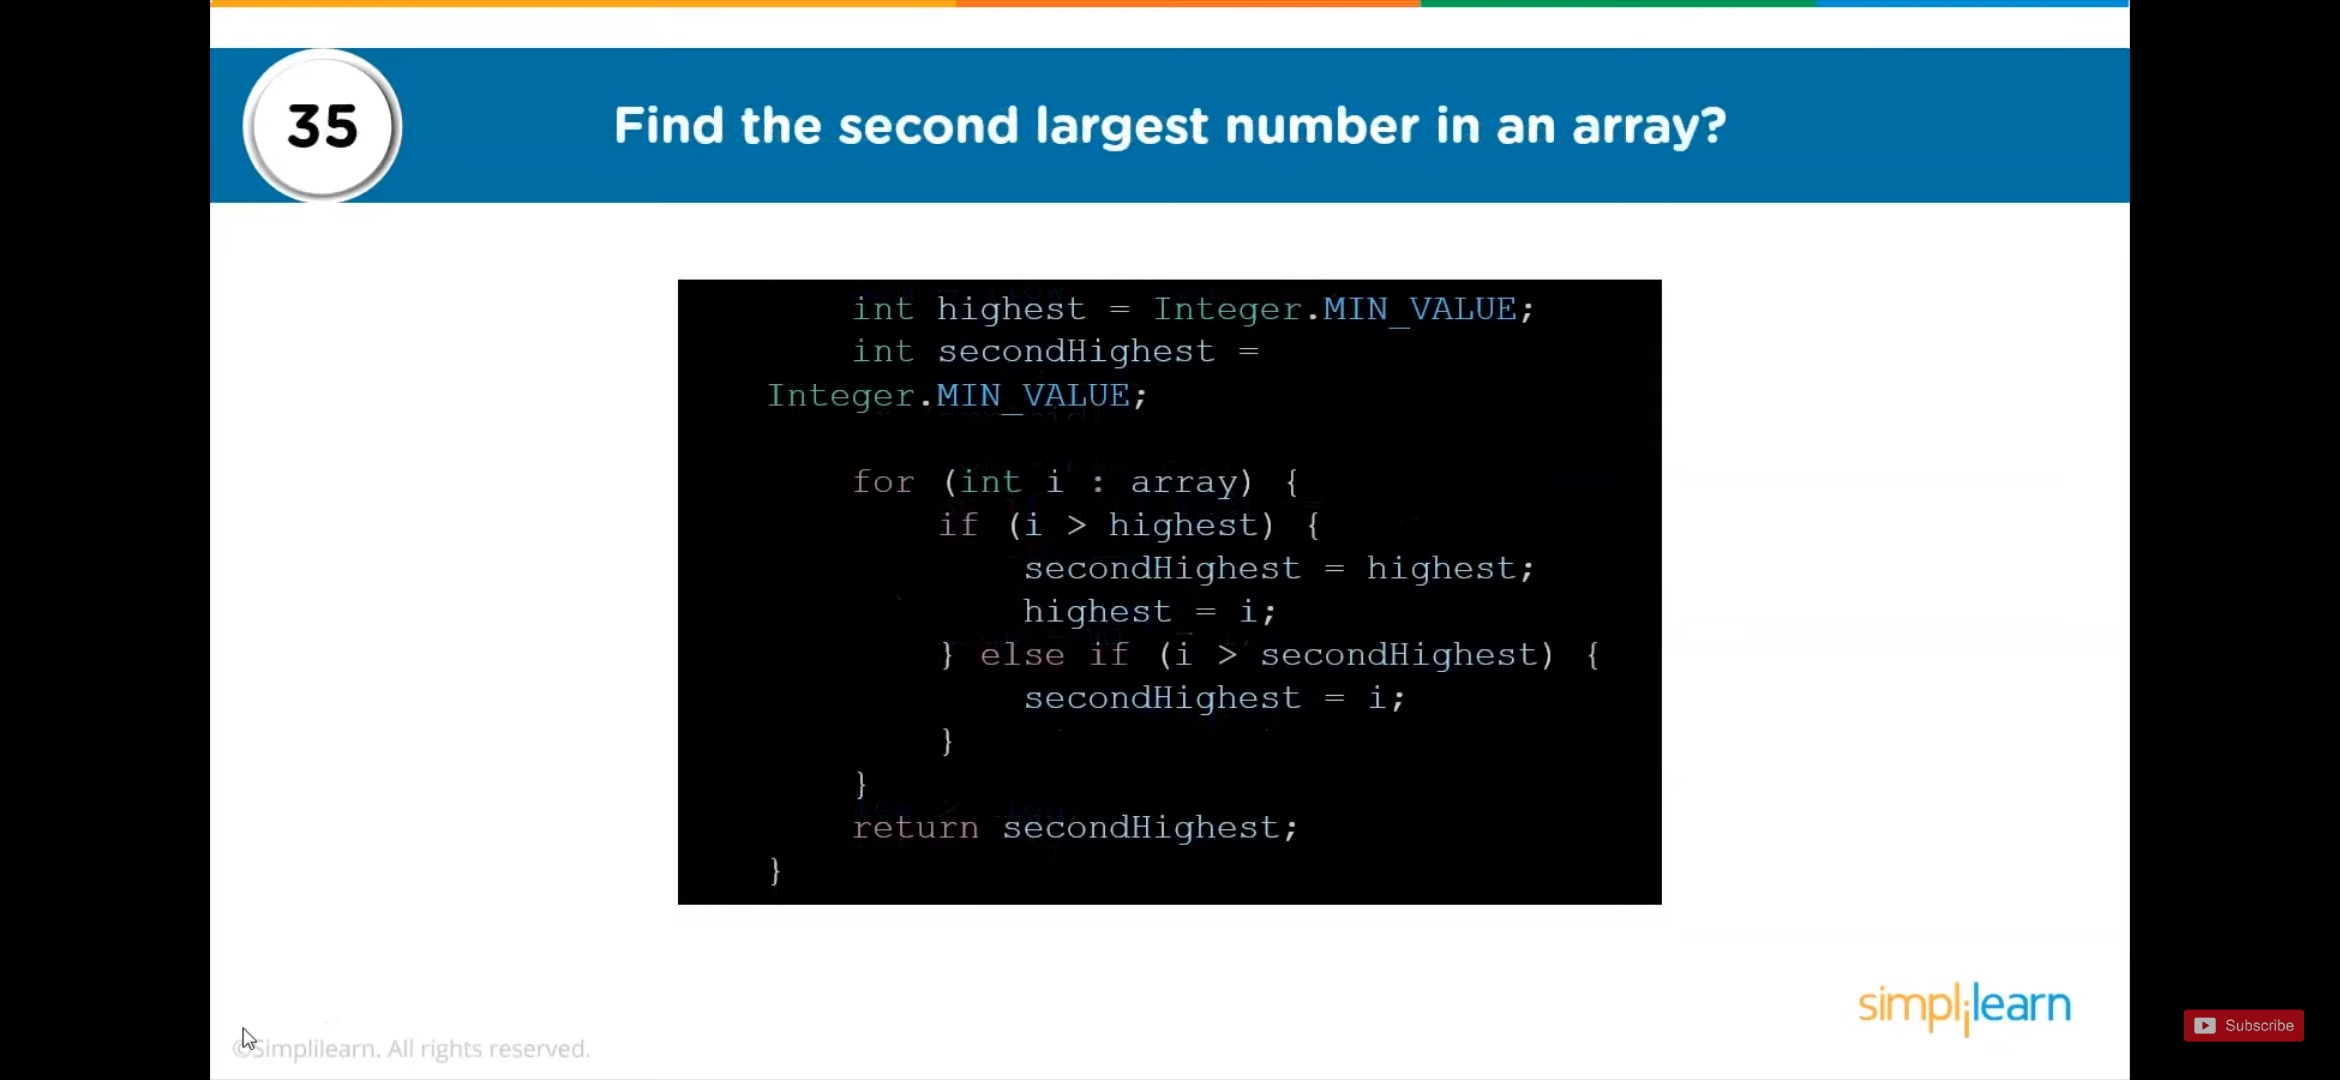 35
Find the second largest number in an array?
int highest = Integer.MIN_VALUE;
int secondHighest =
Integer.MIN_VALUE;
for (int i : array) {
if (i > highest) {
secondHighest = highest;
highest = i;
} else if (i > secondHighest) {
secondHighest = i;
}
}
return secondHighest;
}
simplilearn
©Simplilearn. All rights reserved.
Subscribe